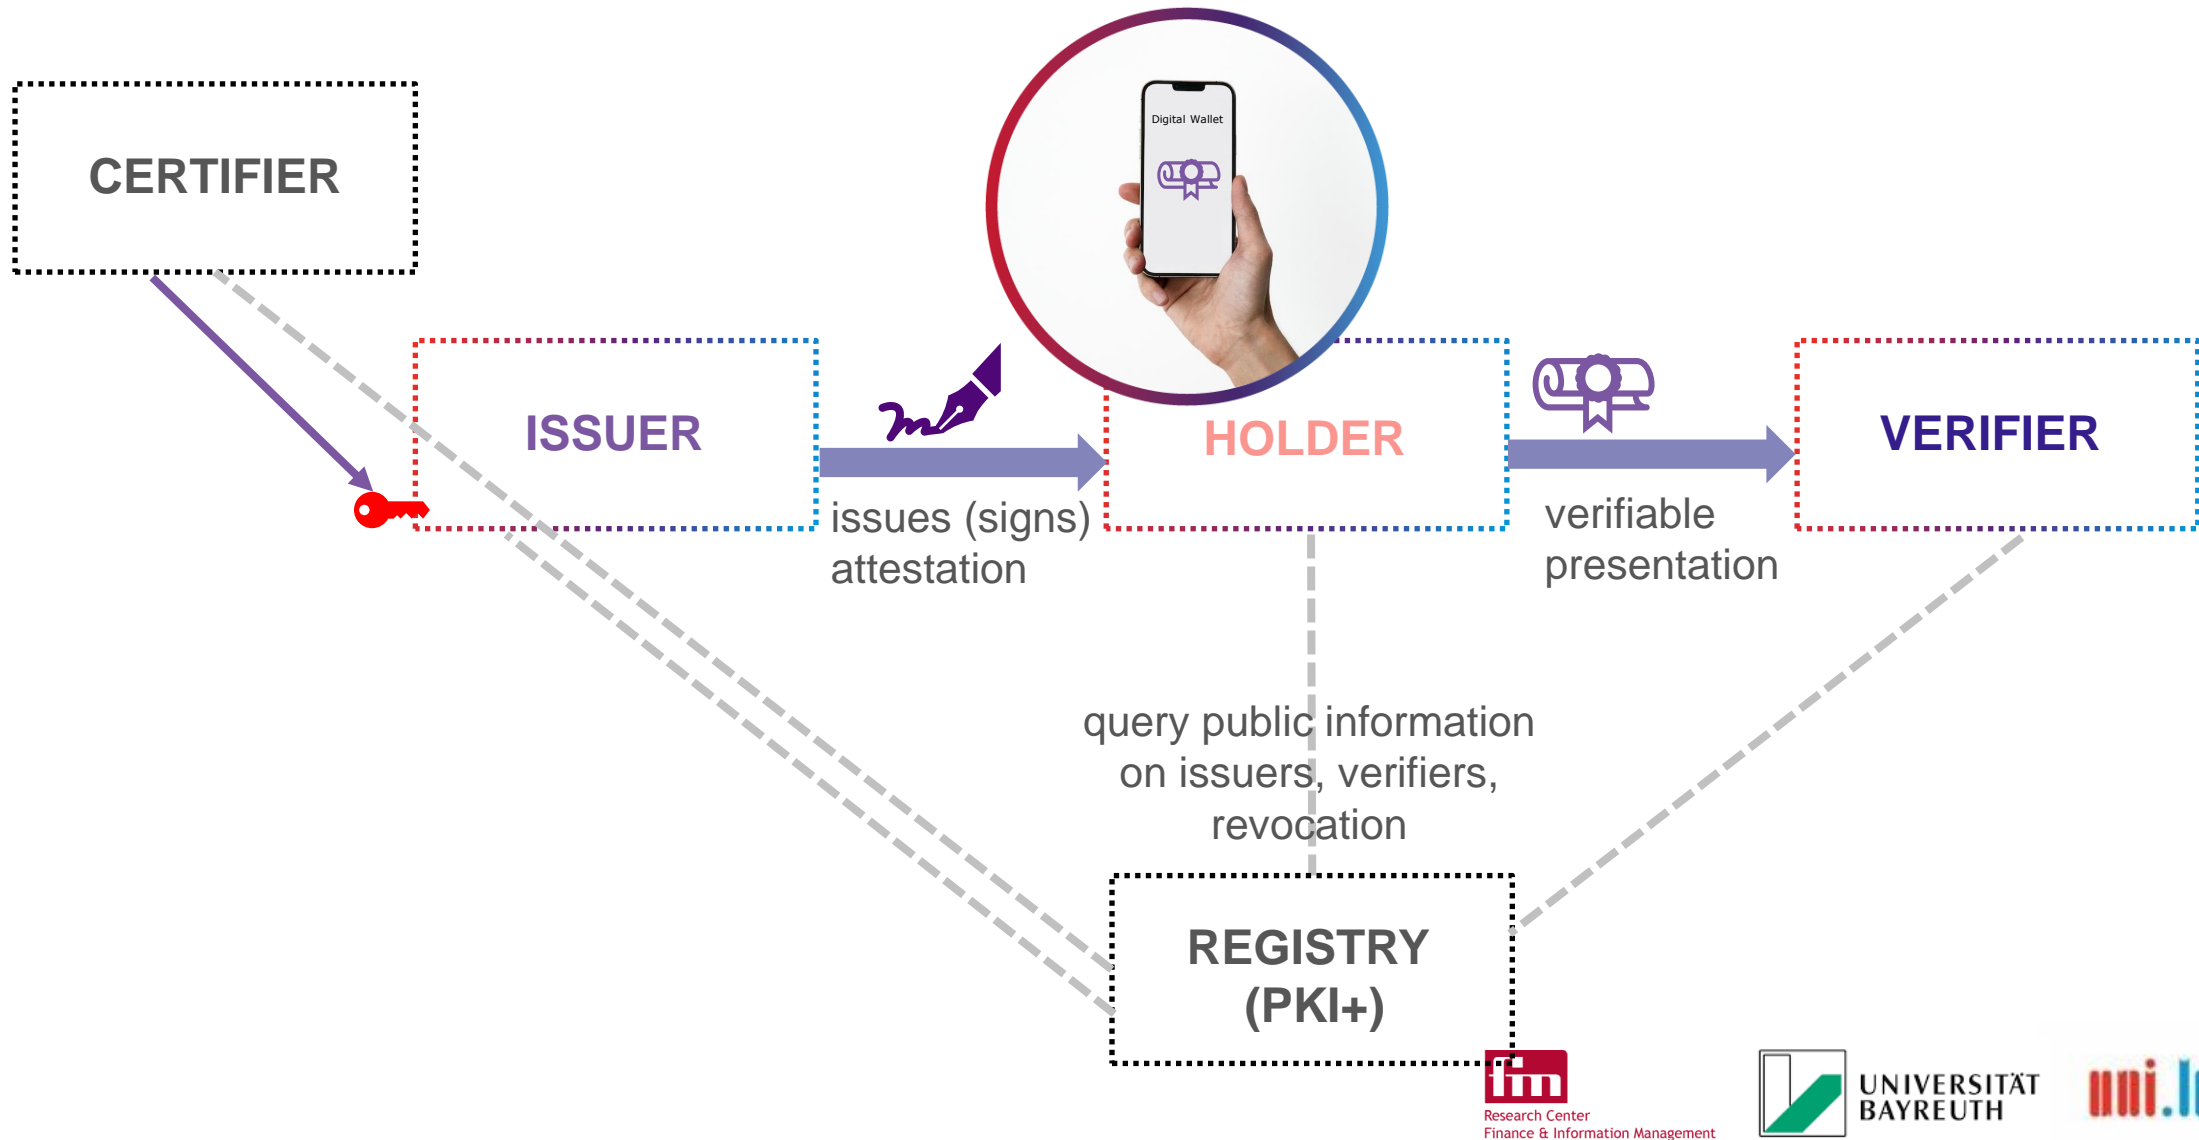 Digital Wallet
CERTIFIER
ISSUER
HOLDER
VERIFIER
issues (signs)
attestation
verifiable
presentation
query public information
on issuers, verifiers,
revocation
REGISTRY
(PKI+)
fim
Research Center
Finance & Information Management
UNIVERSITÄT
BAYREUTH